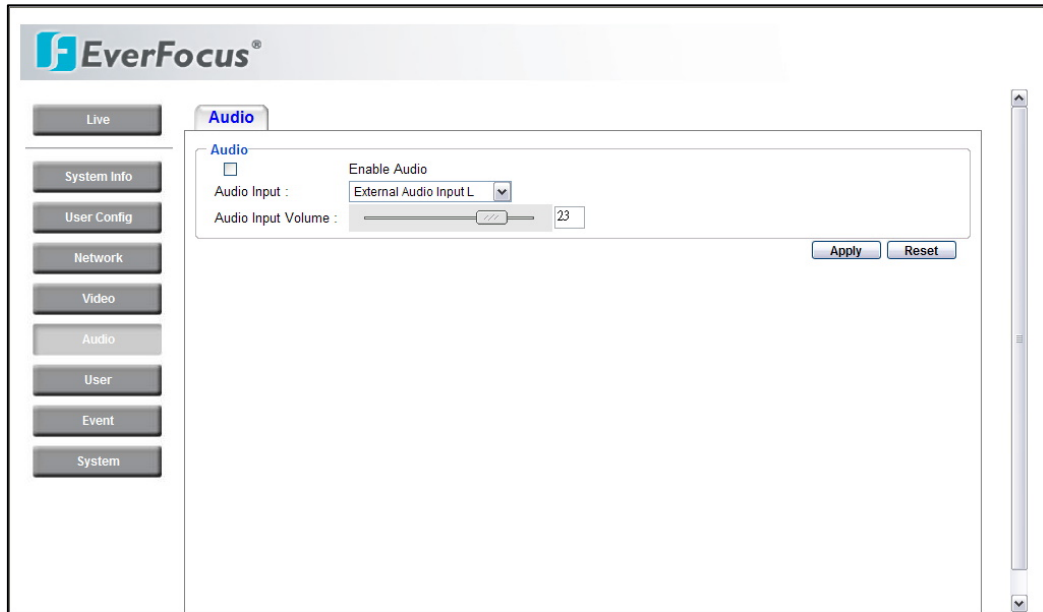 EverFocus®
Live
System Info
User Config
Network
Video
Audio
User
Event
System
Audio
Audio
Enable Audio
Audio Input : External Audio Input L
Audio Input Volume : 23
Apply Reset